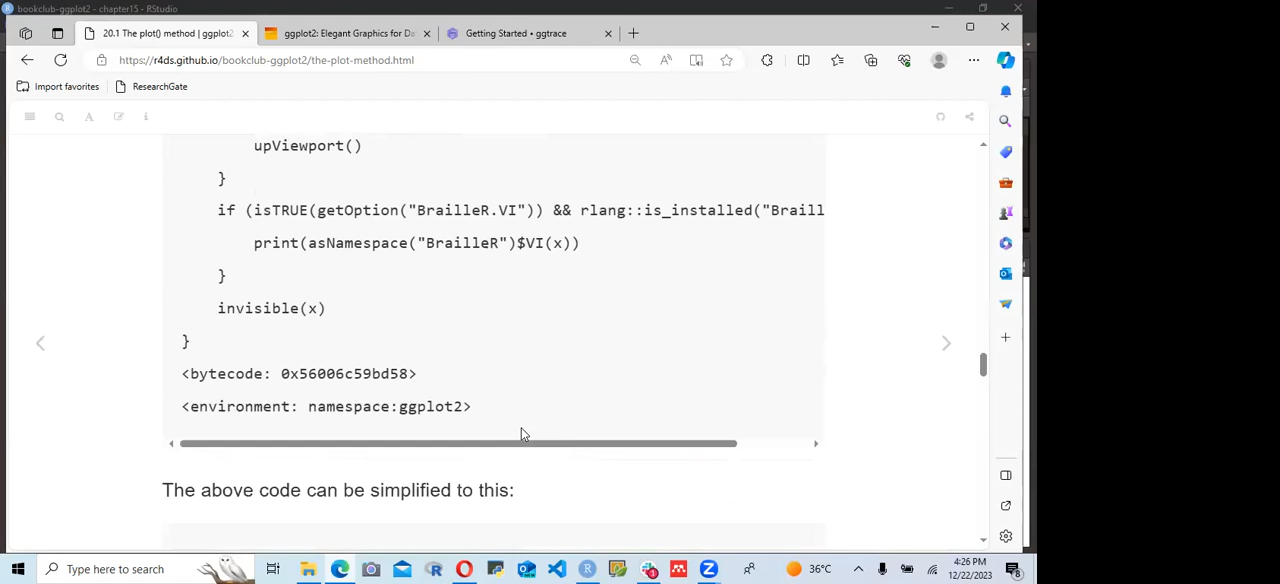 bookclub-ggplot2 - chapter15 - RStudio
20.1 The plot() method | ggplot2:
ggplot2: Elegant Graphics for Da
Getting Started • ggtrace
https://r4ds.github.io/bookclub-ggplot2/the-plot-method.html
Import favorites
ResearchGate
upViewport()
}
if (isTRUE(getOption("BrailleR.VI")) && rlang::is_installed("Braill
print(asNamespace("BrailleR")$VI(x))
}
invisible(x)
}
<bytecode: 0x56006c59bd58>
<environment: namespace:ggplot2>
The above code can be simplified to this:
Type here to search
36°C
4:26 PM
12/22/2023